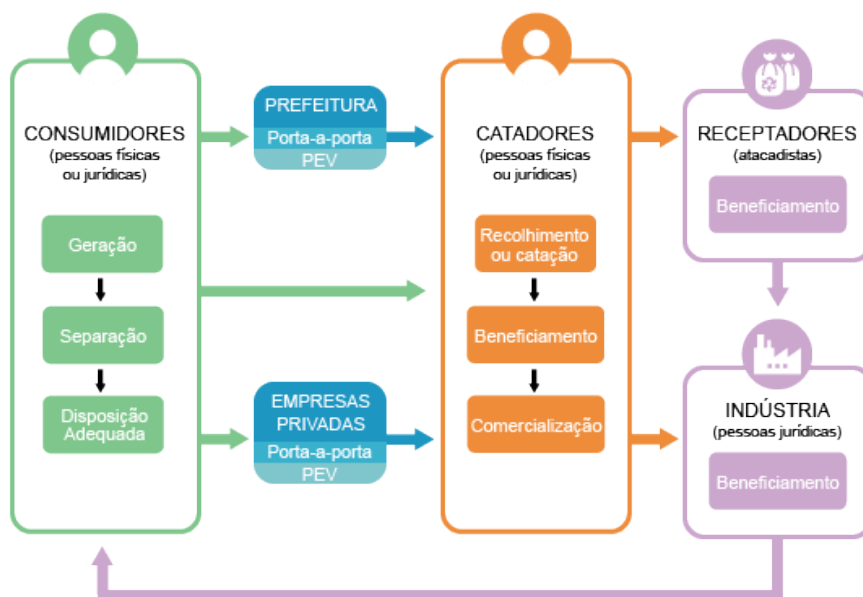 CONSUMIDORES
(pessoas físicas
ou jurídicas)
Geração
Separação
Disposição
Adequada
PREFEITURA
Porta-a-porta
PEV
EMPRESAS
PRIVADAS
Porta-a-porta
PEV
CATADORES
(pessoas físicas
ou jurídicas)
Recolhimento
ou catação
Beneficiamento
Comercialização
RECEPTADORES
(atacadistas)
Beneficiamento
INDÚSTRIA
(pessoas jurídicas)
Beneficiamento